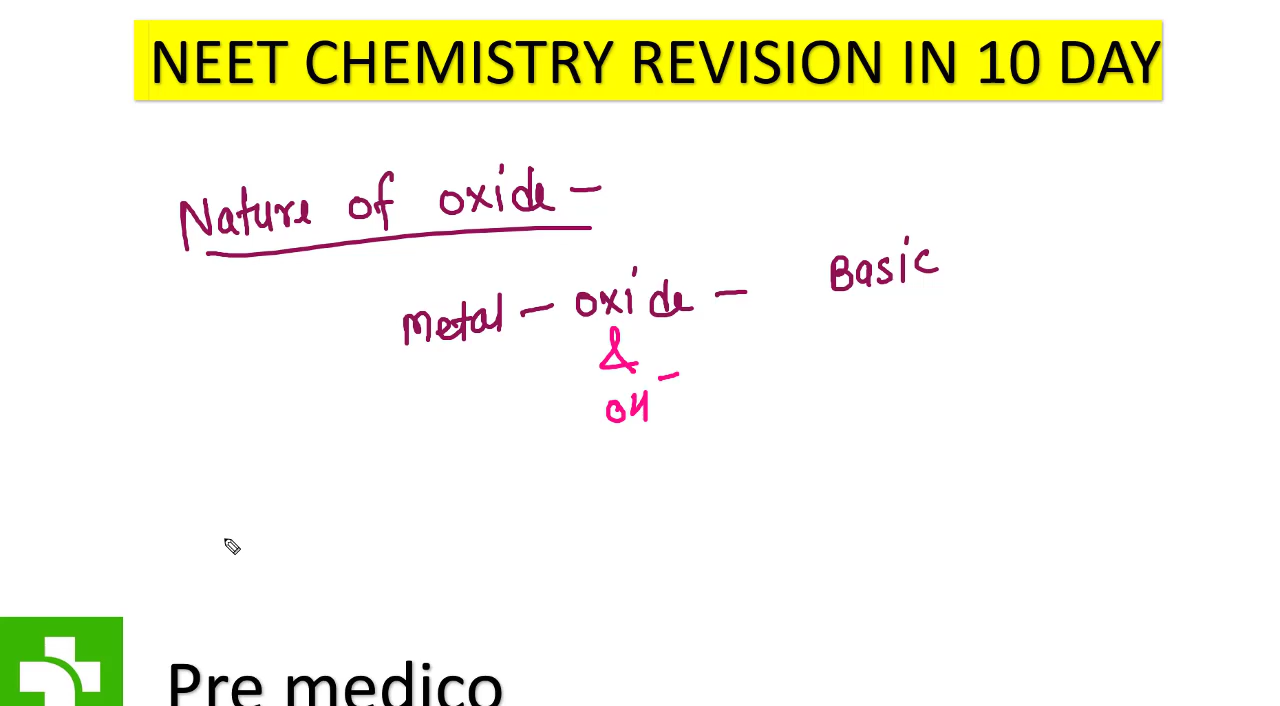 NEET CHEMISTRY REVISION IN 10 DAY
Nature of oxide -
Metal - oxide - Basic
&
OH -
Pre medico